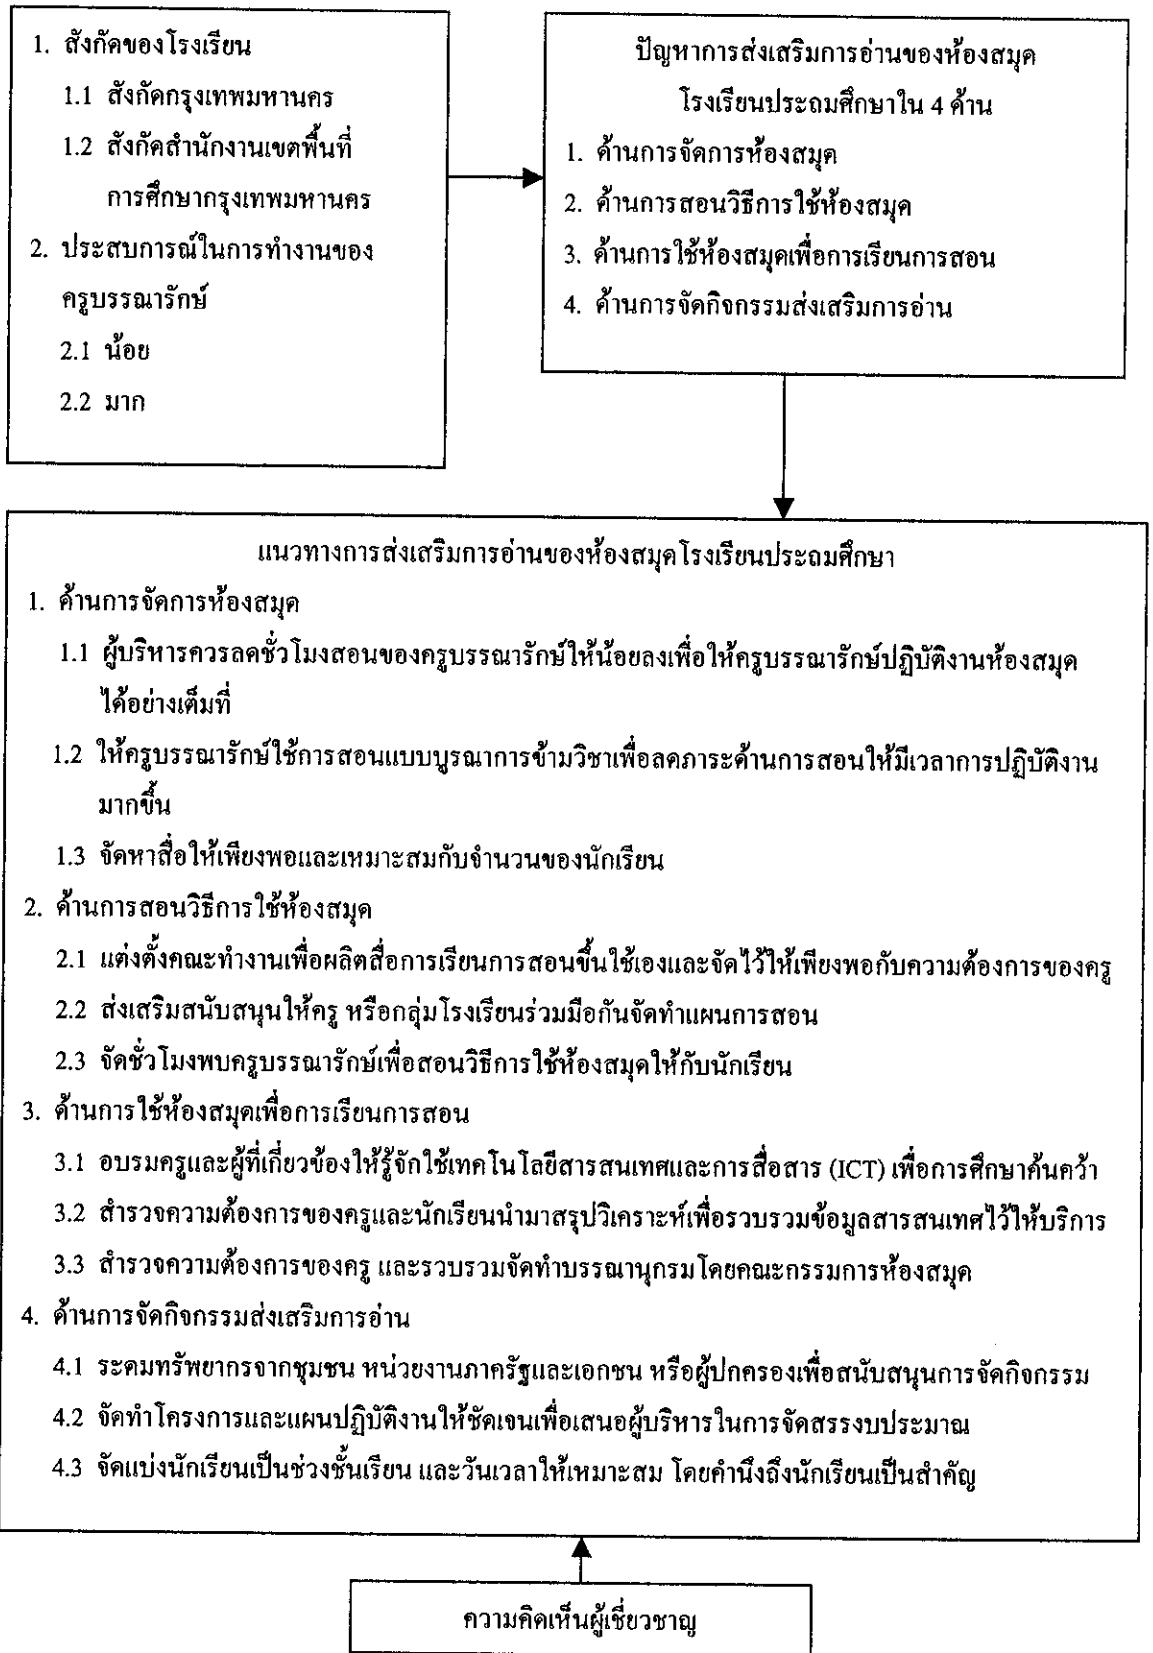 1. สังกัดของโรงเรียน
1.1 สังกัดกรุงเทพมหานคร
1.2 สังกัดสำนักงานเขตพื้นที่
การศึกษากรุงเทพมหานคร
2. ประสบการณ์ในการทำงานของ
ครูบรรณารักษ์
2.1 น้อย
2.2 มาก
ปัญหาการส่งเสริมการอ่านของห้องสมุด
โรงเรียนประถมศึกษาใน 4 ด้าน
1. ด้านการจัดการห้องสมุด
2. ด้านการสอนวิธีการใช้ห้องสมุด
3. ด้านการใช้ห้องสมุดเพื่อการเรียนการสอน
4. ด้านการจัดกิจกรรมส่งเสริมการอ่าน
แนวทางการส่งเสริมการอ่านของห้องสมุดโรงเรียนประถมศึกษา
1. ด้านการจัดการห้องสมุด
1.1 ผู้บริหารควรลดชั่วโมงสอนของครูบรรณารักษ์ให้น้อยลงเพื่อให้ครูบรรณารักษ์ปฏิบัติงานห้องสมุด
ได้อย่างเต็มที่
1.2 ให้ครูบรรณารักษ์ใช้การสอนแบบบูรณาการข้ามวิชาเพื่อลดภาระด้านการสอนให้มีเวลาการปฏิบัติงาน
มากขึ้น
1.3 จัดหาสื่อให้เพียงพอและเหมาะสมกับจำนวนของนักเรียน
2. ด้านการสอนวิธีการใช้ห้องสมุด
2.1 แต่งตั้งคณะทำงานเพื่อผลิตสื่อการเรียนการสอนขึ้นใช้เองและจัดไว้ให้เพียงพอกับความต้องการของครู
2.2 ส่งเสริมสนับสนุนให้ครู หรือกลุ่มโรงเรียนร่วมมือกันจัดทำแผนการสอน
2.3 จัดชั่วโมงพบครูบรรณารักษ์เพื่อสอนวิธีการใช้ห้องสมุดให้กับนักเรียน
3. ด้านการใช้ห้องสมุดเพื่อการเรียนการสอน
3.1 อบรมครูและผู้ที่เกี่ยวข้องให้รู้จักใช้เทคโนโลยีสารสนเทศและการสื่อสาร (ICT) เพื่อการศึกษาค้นคว้า
3.2 สำรวจความต้องการของครูและนักเรียนนำมาสรุปวิเคราะห์เพื่อรวบรวมข้อมูลสารสนเทศไว้ให้บริการ
3.3 สำรวจความต้องการของครู และรวบรวมจัดทำบรรณานุกรมโดยคณะกรรมการห้องสมุด
4. ด้านการจัดกิจกรรมส่งเสริมการอ่าน
4.1 ระดมทรัพยากรจากชุมชน หน่วยงานภาครัฐและเอกชน หรือผู้ปกครองเพื่อสนับสนุนการจัดกิจกรรม
4.2 จัดทำโครงการและแผนปฏิบัติงานให้ชัดเจนเพื่อเสนอผู้บริหารในการจัดสรรงบประมาณ
4.3 จัดแบ่งนักเรียนเป็นช่วงชั้นเรียน และวันเวลาให้เหมาะสม โดยคำนึงถึงนักเรียนเป็นสำคัญ
ความคิดเห็นผู้เชี่ยวชาญ